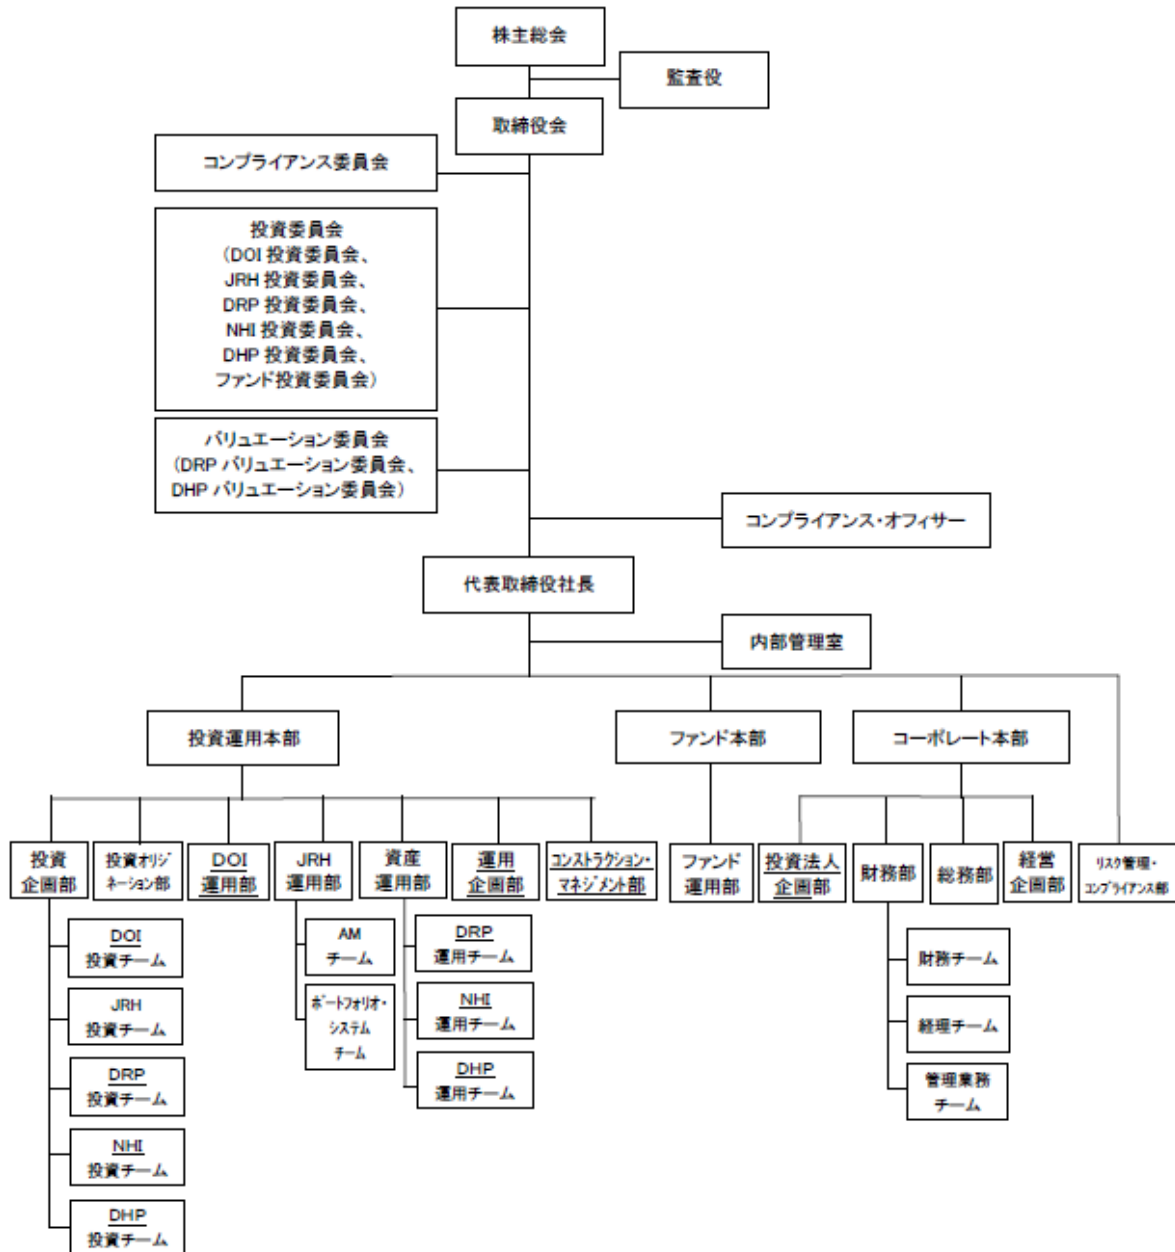 株主総会
監査役
取締役会
コンプライアンス委員会
投資委員会
(DOI 投資委員会、
JRH 投資委員会、
DRP 投資委員会、
NHI 投資委員会、
DHP 投資委員会、
ファンド投資委員会)
バリュエーション委員会
(DRP バリュエーション委員会、
DHP バリュエーション委員会)
コンプライアンス・オフィサー
代表取締役社長
内部管理室
投資運用本部
ファンド本部
コーポレート本部
投資
企画部
投資オリジ
ネーション部
DOI
運用部
JRH
運用部
資産
運用部
運用
企画部
コンストラクション・
マネジメント部
ファンド
運用部
投資法人
企画部
財務部
総務部
経営
企画部
リスク管理・
コンプライアンス部
DOI
投資チーム
JRH
投資チーム
DRP
投資チーム
NHI
投資チーム
DHP
投資チーム
AM
チーム
ポートフォリオ・
システム
チーム
DRP
運用チーム
NHI
運用チーム
DHP
運用チーム
財務チーム
経理チーム
管理業務
チーム